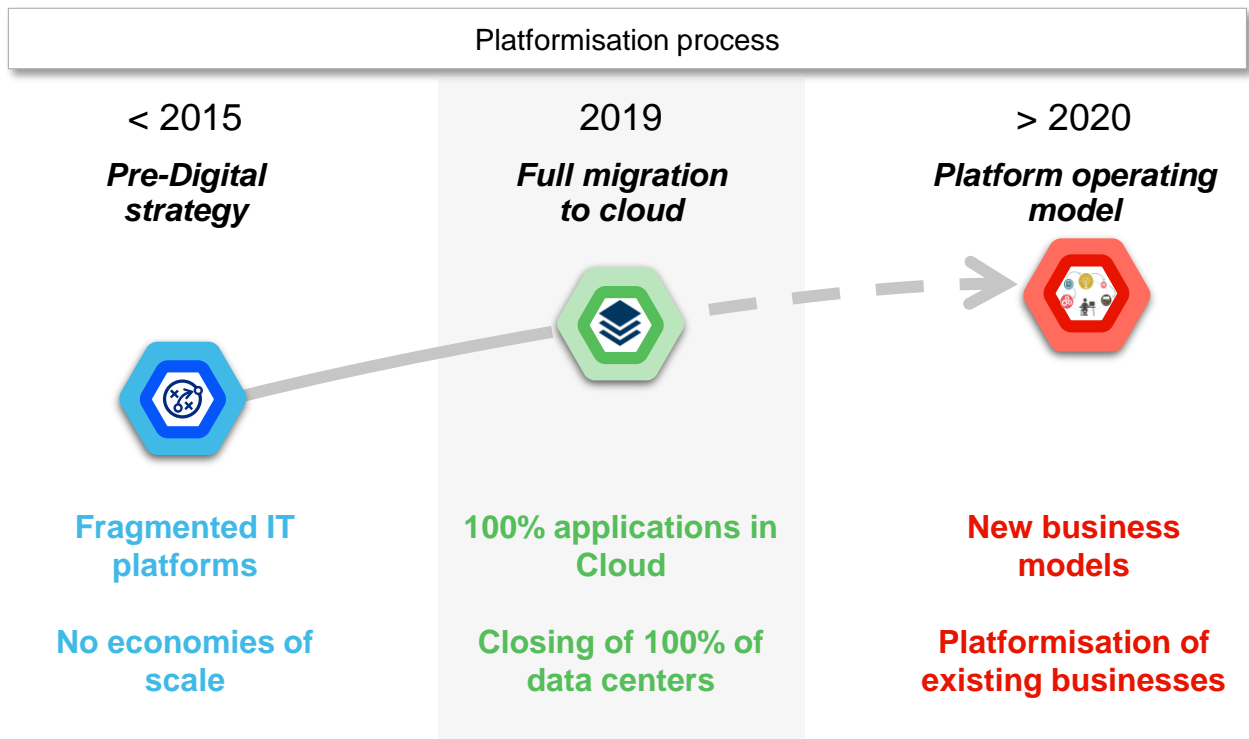 Platformisation process
< 2015
Pre-Digital
strategy
Fragmented IT
platforms
No economies of
scale
2019
Full migration
to cloud
100% applications in
Cloud
Closing of 100% of
data centers
> 2020
Platform operating
model
New business
models
Platformisation of
existing businesses